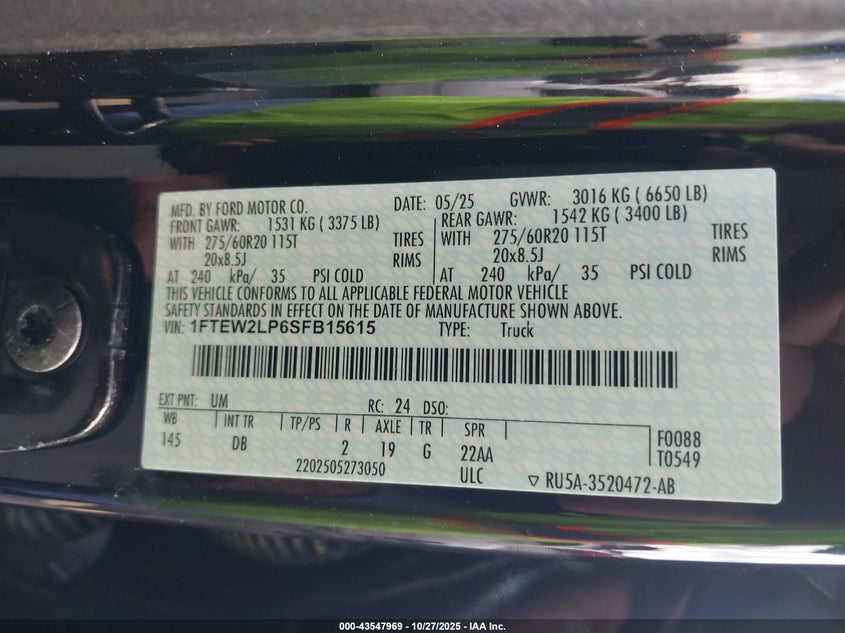 MFD. BY FORD MOTOR CO. DATE: 05/25 GVWR: 3016 KG ( 6650 LB)
FRONT GAWR: 1531 KG ( 3375 LB) REAR GAWR: 1542 KG ( 3400 LB)
WITH 275/60R20 115T TIRES WITH 275/60R20 115T TIRES
20x8.5J RIMS 20x8.5J RIMS
AT 240 kPa/ 35 PSI COLD AT 240 kPa/ 35 PSI COLD
THIS VEHICLE CONFORMS TO ALL APPLICABLE FEDERAL MOTOR VEHICLE
SAFETY STANDARDS IN EFFECT ON THE DATE OF MANUFACTURE SHOWN ABOVE.
VIN: 1FTEW2LP6SFB15615 TYPE: Truck
EXT PNT: UM RC: 24 DSO:
WB INT TR TP/PS R AXLE TR SPR F0088
145 DB 2 19 G 22AA T0549
2202505273050 ULC ▽ RU5A-3520472-AB
000-43547969 | 10/27/2025 | IAA Inc.